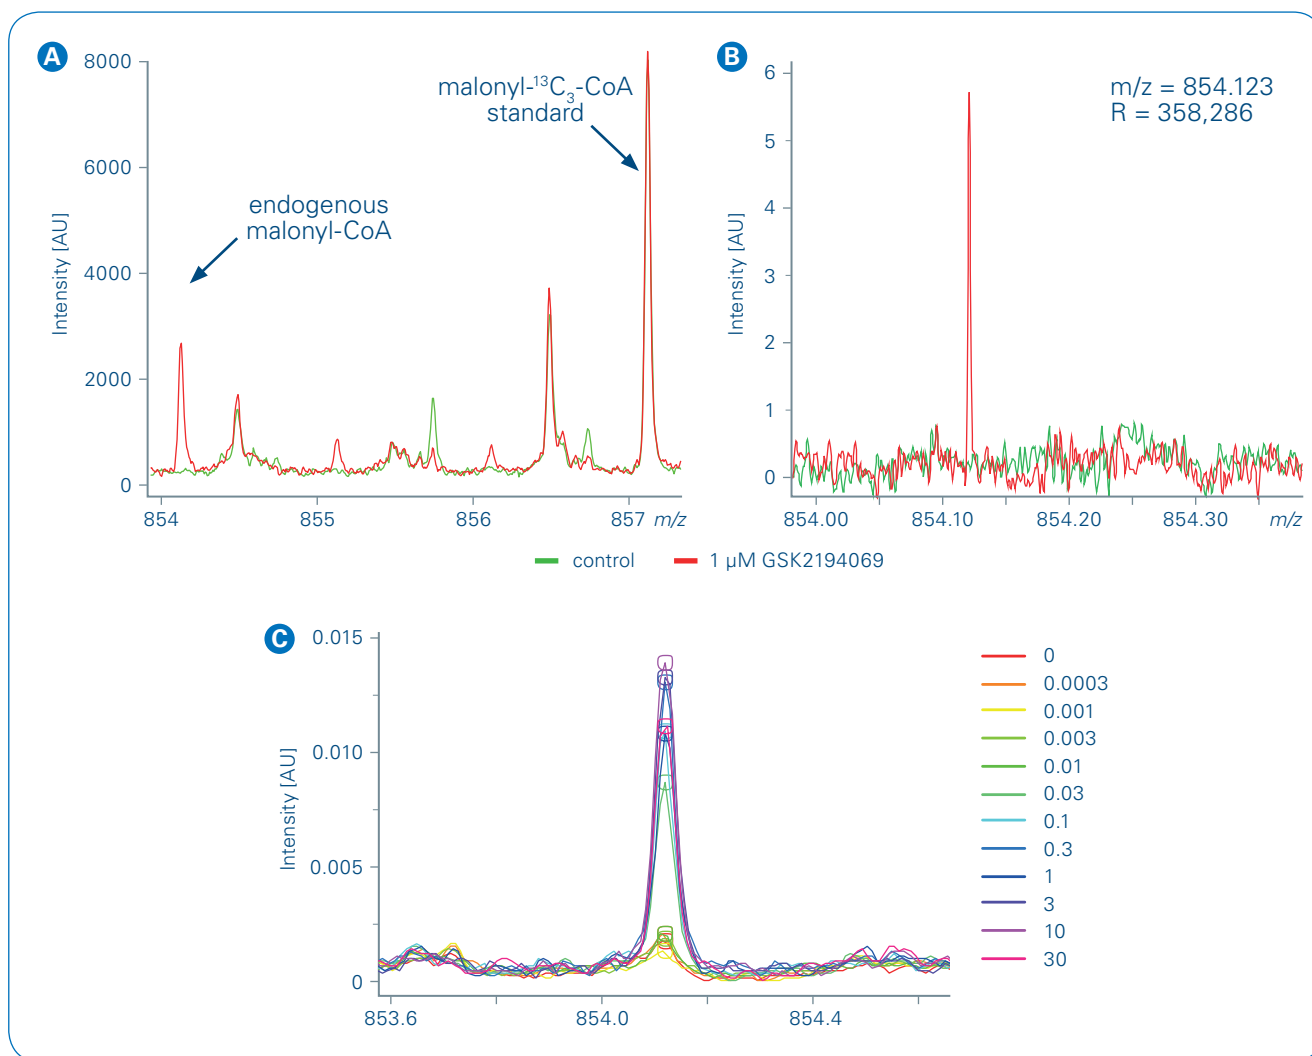 A
8000
6000
4000
2000
0
Intensity [AU]
malonyl-¹³C₃-CoA
standard
endogenous
malonyl-CoA
854
855
856
857
m/z
B
6
5
4
3
2
1
0
Intensity [AU]
m/z = 854.123
R = 358,286
854.00
854.10
854.20
854.30
m/z
control
1 µM GSK2194069
C
0.015
0.010
0.005
0
Intensity [AU]
853.6
854.0
854.4
0
0.0003
0.001
0.003
0.01
0.03
0.1
0.3
1
3
10
30